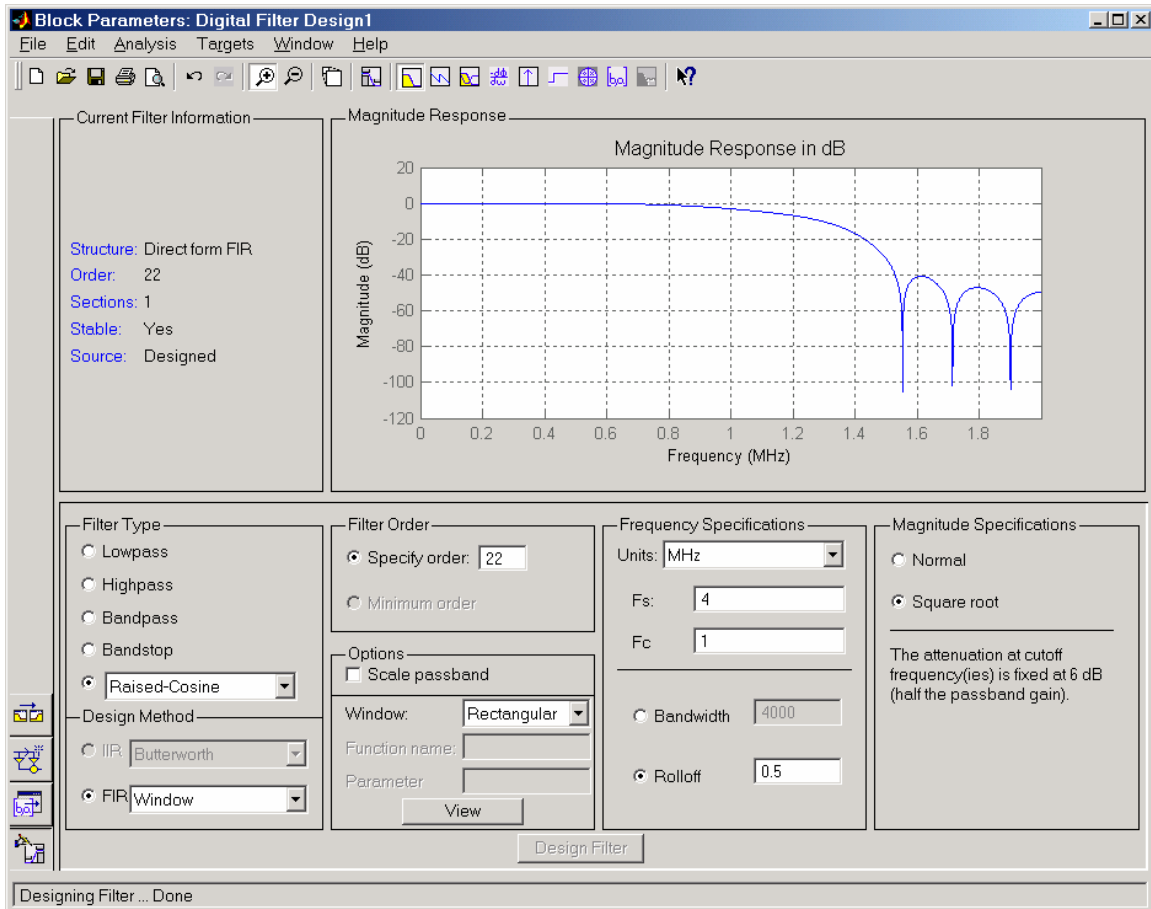 Block Parameters: Digital Filter Design1
File Edit Analysis Targets Window Help
Current Filter Information
Structure: Direct form FIR
Order: 22
Sections: 1
Stable: Yes
Source: Designed
Magnitude Response
Magnitude Response in dB
20
0
-20
-40
-60
-80
-100
-120
Magnitude (dB)
0 0.2 0.4 0.6 0.8 1 1.2 1.4 1.6 1.8
Frequency (MHz)
Filter Type
Lowpass
Highpass
Bandpass
Bandstop
Raised-Cosine
Design Method
IIR Butterworth
FIR Window
Filter Order
Specify order: 22
Minimum order
Options
Scale passband
Window: Rectangular
Function name:
Parameter
View
Frequency Specifications
Units: MHz
Fs: 4
Fc 1
Bandwidth 4000
Rolloff 0.5
Magnitude Specifications
Normal
Square root
The attenuation at cutoff
frequency(ies) is fixed at 6 dB
(half the passband gain).
Design Filter
Designing Filter ... Done